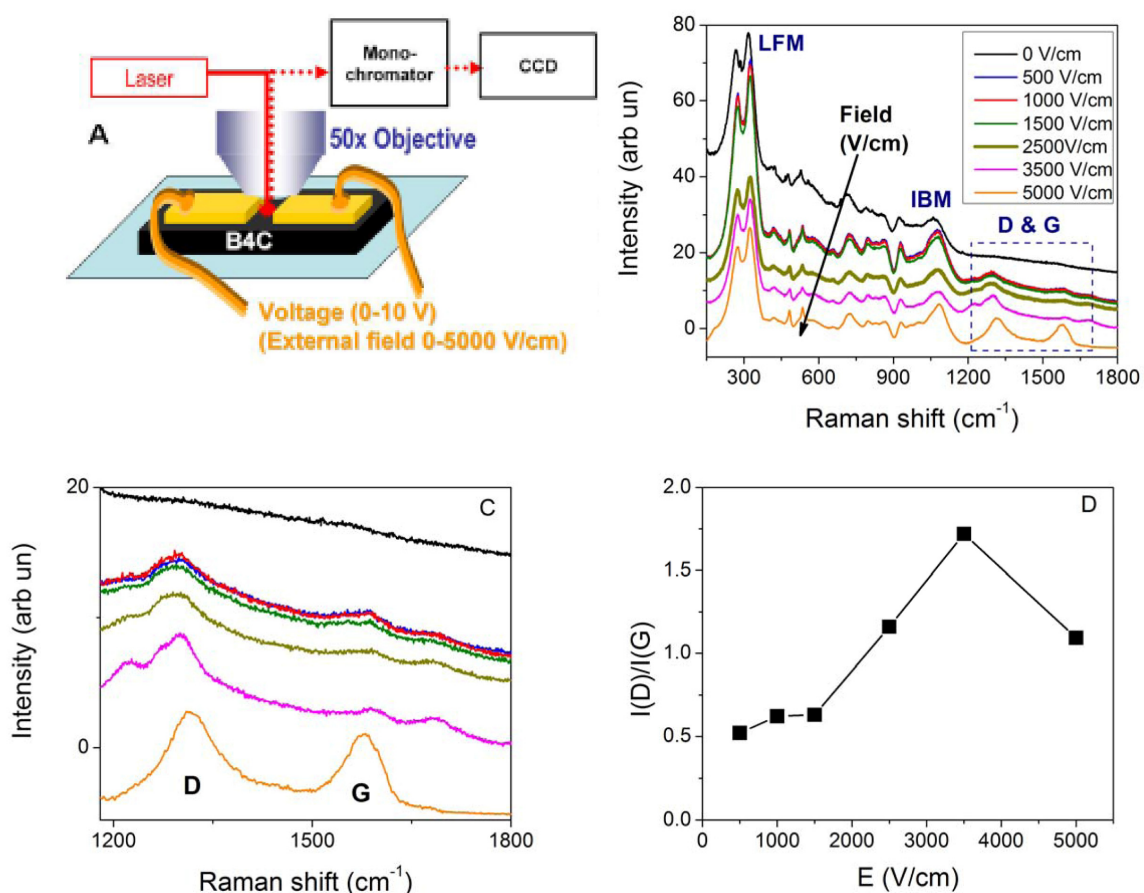 Laser
Mono-
chromator
CCD
A
50x Objective
B4C
Voltage (0-10 V)
(External field 0-5000 V/cm)
80
60
40
20
0
Intensity (arb un)
LFM
Field
(V/cm)
IBM
D & G
0 V/cm
500 V/cm
1000 V/cm
1500 V/cm
2500V/cm
3500 V/cm
5000 V/cm
300 600 900 1200 1500 1800
Raman shift (cm⁻¹)
20
0
Intensity (arb un)
C
D
G
1200 1500 1800
Raman shift (cm⁻¹)
2.0
1.5
1.0
0.5
0.0
I(D)/I(G)
D
0 1000 2000 3000 4000 5000
E (V/cm)